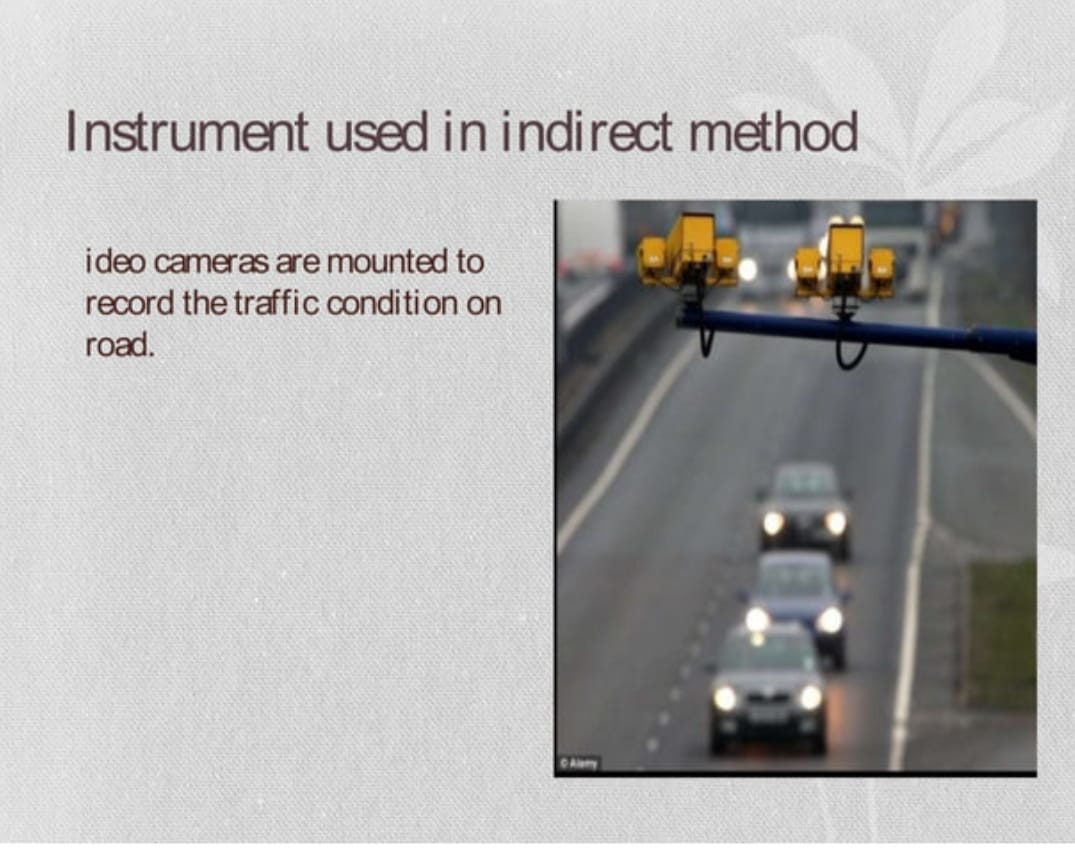 Instrument used in indirect method
ideo cameras are mounted to
record the traffic condition on
road.
© Alamy